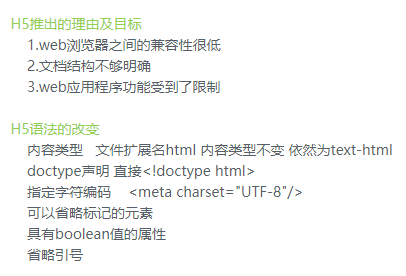 H5推出的理由及目标
1.web浏览器之间的兼容性很低
2.文档结构不够明确
3.web应用程序功能受到了限制
H5语法的改变
内容类型 文件扩展名html 内容类型不变 依然为text-html
doctype声明 直接<!doctype html>
指定字符编码 <meta charset="UTF-8"/>
可以省略标记的元素
具有boolean值的属性
省略引号